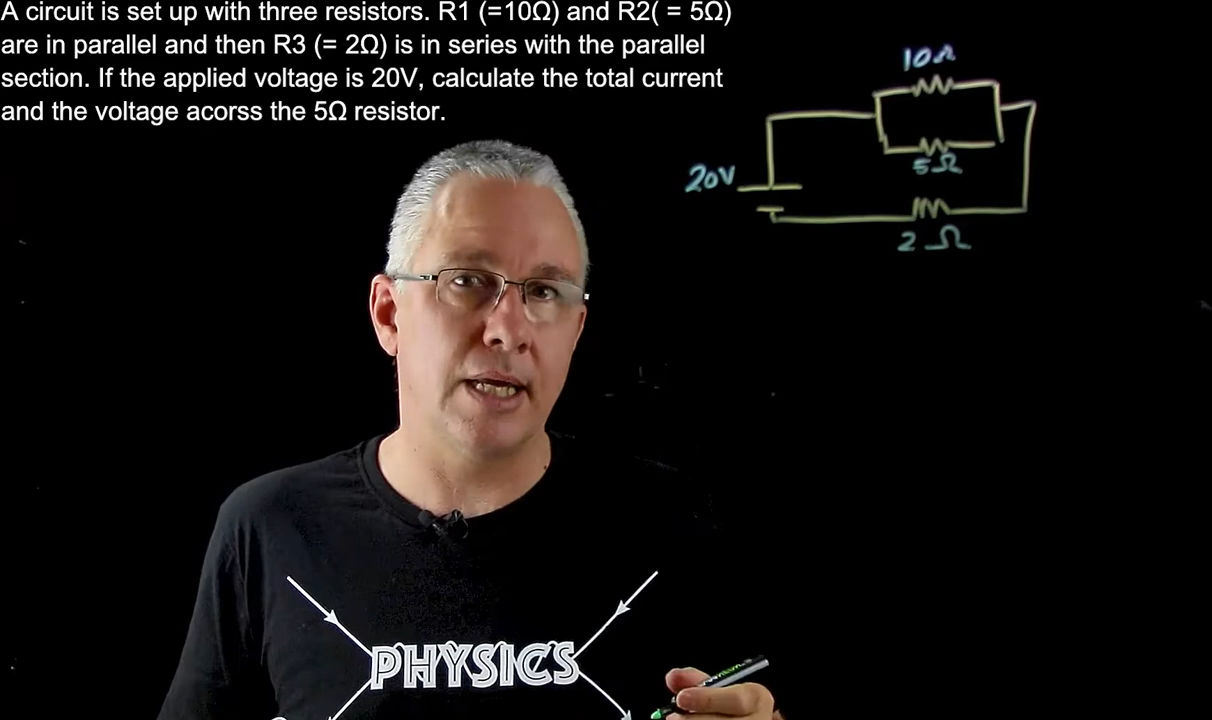 A circuit is set up with three resistors. R1 (=10Ω) and R2( = 5Ω)
are in parallel and then R3 (= 2Ω) is in series with the parallel
section. If the applied voltage is 20V, calculate the total current
and the voltage acorss the 5Ω resistor.
10Ω
5Ω
20V
2 Ω
PHYSICS